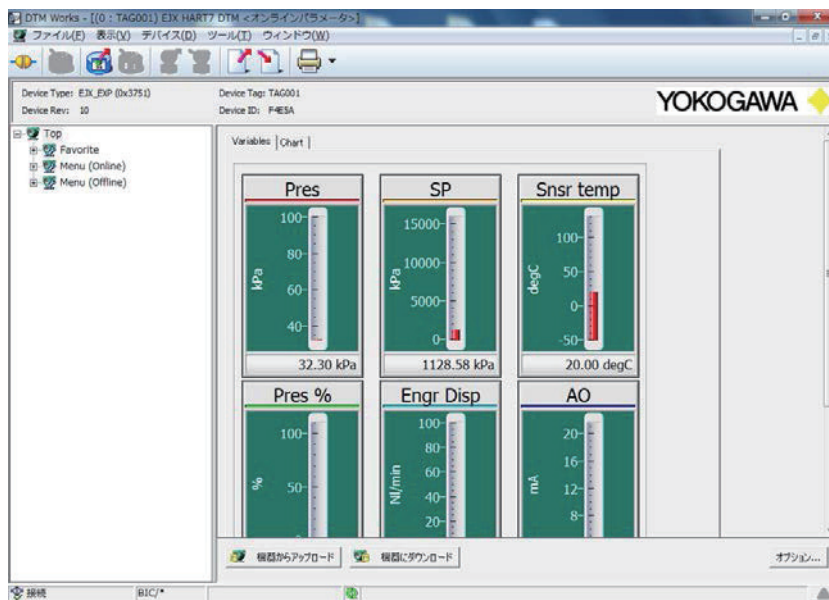 DTM Works - [(0 : TAG001) EJX HART7 DTM <オンラインパラメータ>]
ファイル(F) 表示(V) デバイス(D) ツール(T) ウィンドウ(W)
Device Type: EJX_EXP (0x3751) Device Tag: TAG001
Device Rev: 10 Device ID: F4E5A
YOKOGAWA
Top
Favorite
Menu (Online)
Menu (Offline)
Variables Chart
Pres SP Snsr temp
100 80 60 40 kPa
15000 10000 5000 0 kPa
100 50 0 -50 degC
32.30 kPa 1128.58 kPa 20.00 degC
Pres % Engr Disp AO
100 50 %
100 80 60 40 20 Nl/min
20 16 12 8 mA
機器からアップロード 機器にダウンロード オプション...
接続 BIC/*